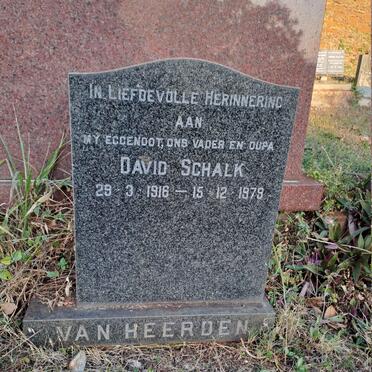 In Liefdevolle Herinnering
AAN
MY EGGENOOT, ONS VADER EN OUPA
DAVID SCHALK
29-3-1918 — 15-12-1979
VAN HEERDEN